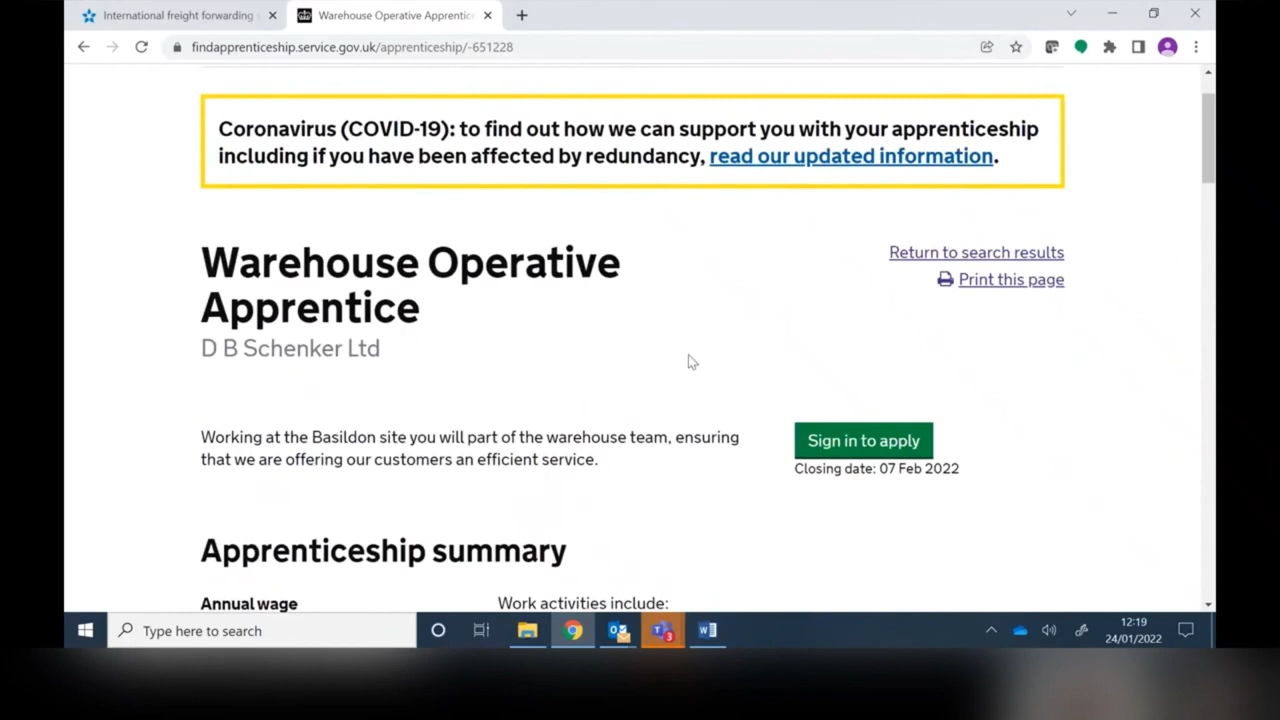 International freight forwarding
Warehouse Operative Apprentic
findapprenticeship.service.gov.uk/apprenticeship/-651228
Coronavirus (COVID-19): to find out how we can support you with your apprenticeship
including if you have been affected by redundancy, read our updated information.
Warehouse Operative
Apprentice
D B Schenker Ltd
Return to search results
Print this page
Working at the Basildon site you will part of the warehouse team, ensuring
that we are offering our customers an efficient service.
Sign in to apply
Closing date: 07 Feb 2022
Apprenticeship summary
Annual wage
Work activities include:
Type here to search
3
12:19
24/01/2022